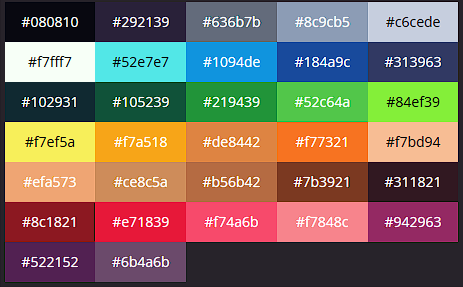 #080810 #292139 #636b7b #8c9cb5 #c6cede
#f7fff7 #52e7e7 #1094de #184a9c #313963
#102931 #105239 #219439 #52c64a #84ef39
#f7ef5a #f7a518 #de8442 #f77321 #f7bd94
#efa573 #ce8c5a #b56b42 #7b3921 #311821
#8c1821 #e71839 #f74a6b #f7848c #942963
#522152 #6b4a6b